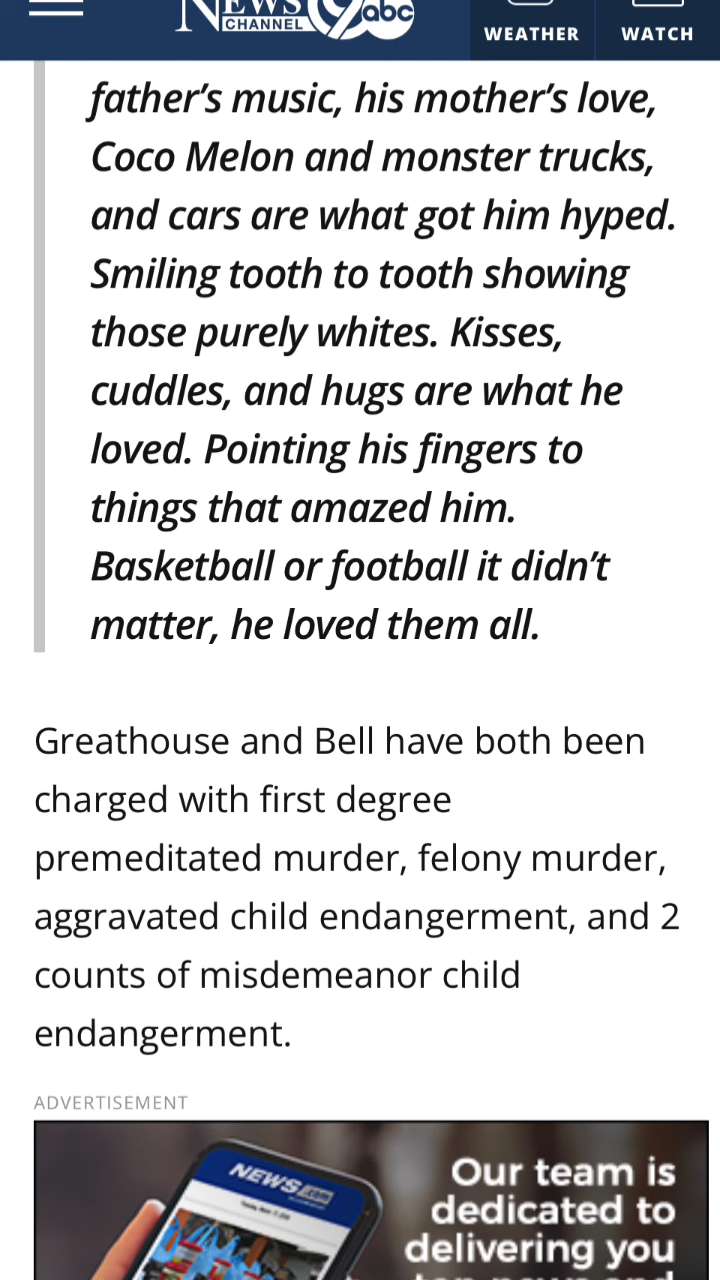 NEWS
CHANNEL 9 abc
WEATHER WATCH
father’s music, his mother’s love,
Coco Melon and monster trucks,
and cars are what got him hyped.
Smiling tooth to tooth showing
those purely whites. Kisses,
cuddles, and hugs are what he
loved. Pointing his fingers to
things that amazed him.
Basketball or football it didn’t
matter, he loved them all.
Greathouse and Bell have both been
charged with first degree
premeditated murder, felony murder,
aggravated child endangerment, and 2
counts of misdemeanor child
endangerment.
ADVERTISEMENT
NEWS
.com
Our team is
dedicated to
delivering you